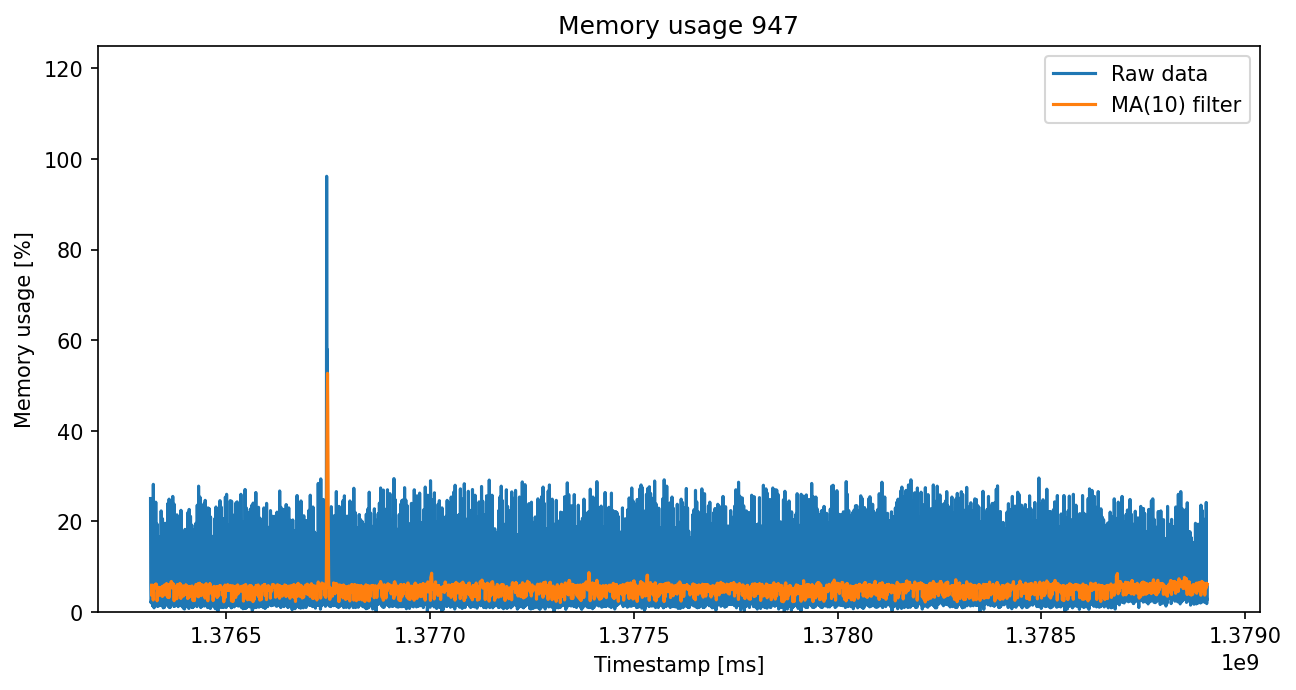 Memory usage 947
120
100
80
60
40
20
0
Memory usage [%]
Raw data
MA(10) filter
1.3765
1.3770
1.3775
1.3780
1.3785
1.3790
1e9
Timestamp [ms]